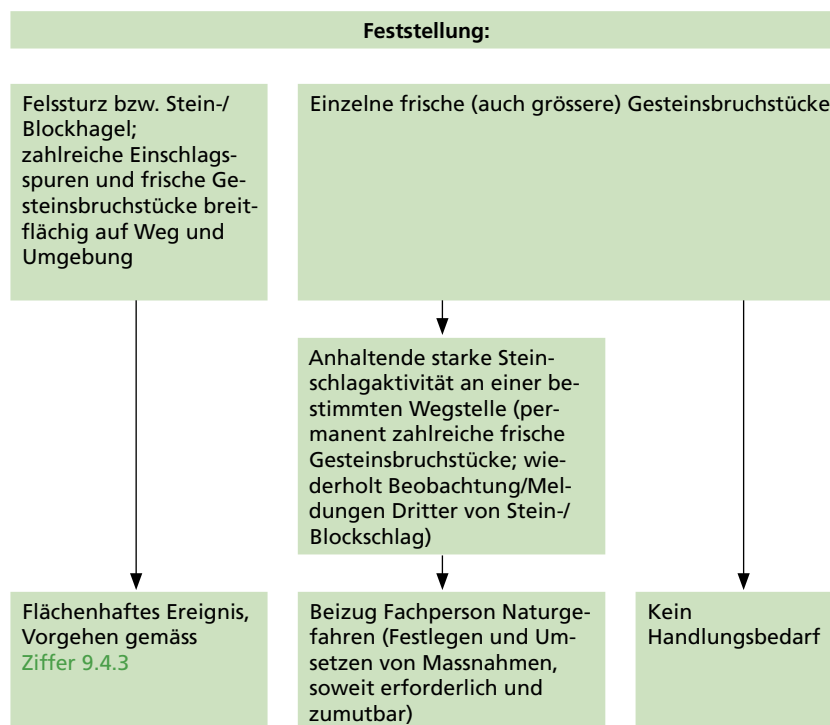 Feststellung:
Felssturz bzw. Stein-/
Blockhagel;
zahlreiche Einschlags-
spuren und frische Ge-
steinsbruchstücke breit-
flächig auf Weg und
Umgebung
Einzelne frische (auch grössere) Gesteinsbruchstücke
Anhaltende starke Stein-
schlagaktivität an einer be-
stimmten Wegstelle (per-
manent zahlreiche frische
Gesteinsbruchstücke; wie-
derholt Beobachtung/Mel-
dungen Dritter von Stein-/
Blockschlag)
Flächenhaftes Ereignis,
Vorgehen gemäss
Ziffer 9.4.3
Beizug Fachperson Naturge-
fahren (Festlegen und Um-
setzen von Massnahmen,
soweit erforderlich und
zumutbar)
Kein
Handlungsbedarf